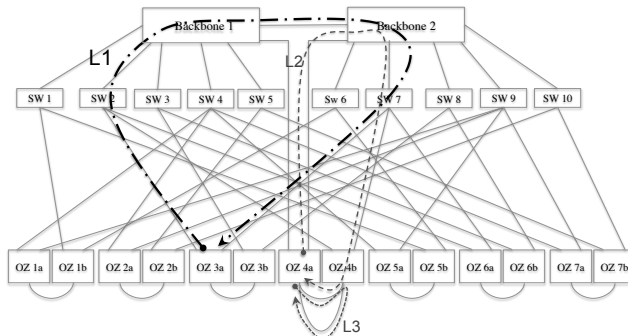 Backbone 1 Backbone 2
L1
L2
SW 1 SW 2 SW 3 SW 4 SW 5 Sw 6 SW 7 SW 8 SW 9 SW 10
OZ 1a OZ 1b OZ 2a OZ 2b OZ 3a OZ 3b OZ 4a OZ 4b OZ 5a OZ 5b OZ 6a OZ 6b OZ 7a OZ 7b
L3